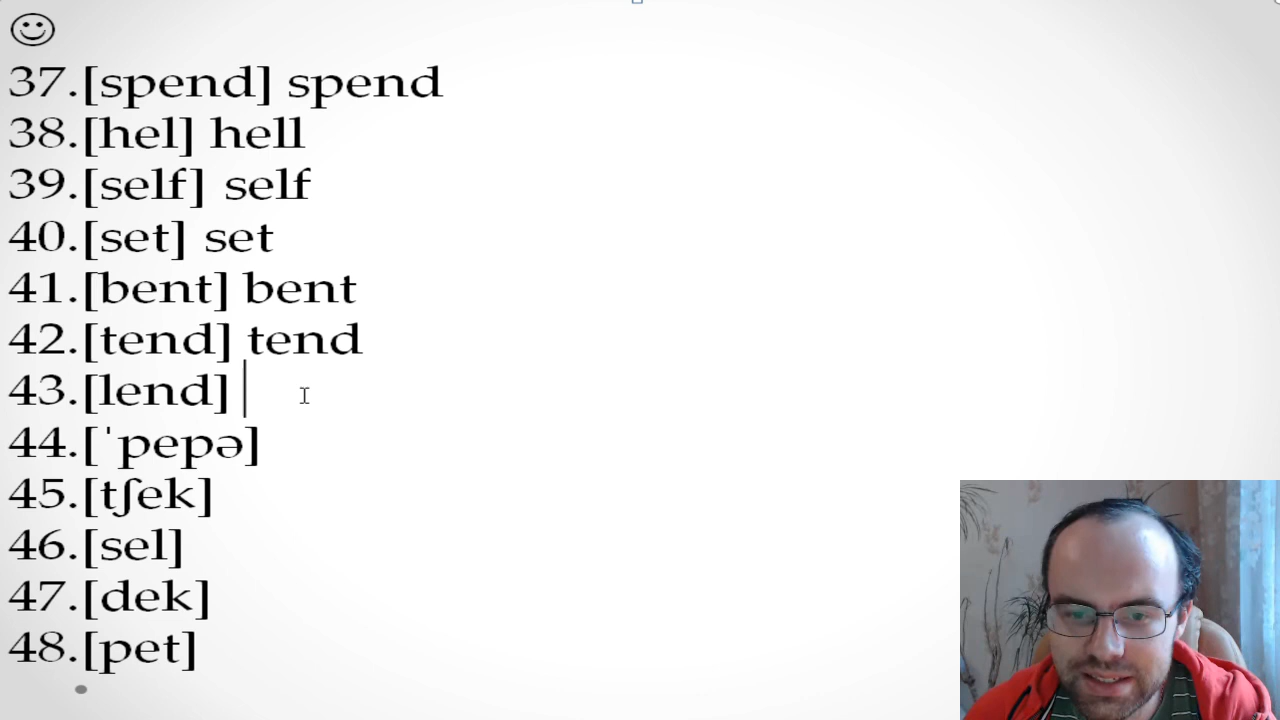 ☺
37.[spend] spend
38.[hel] hell
39.[self] self
40.[set] set
41.[bent] bent
42.[tend] tend
43.[lend]
44.[ˈpepə]
45.[tʃek]
46.[sel]
47.[dek]
48.[pet]